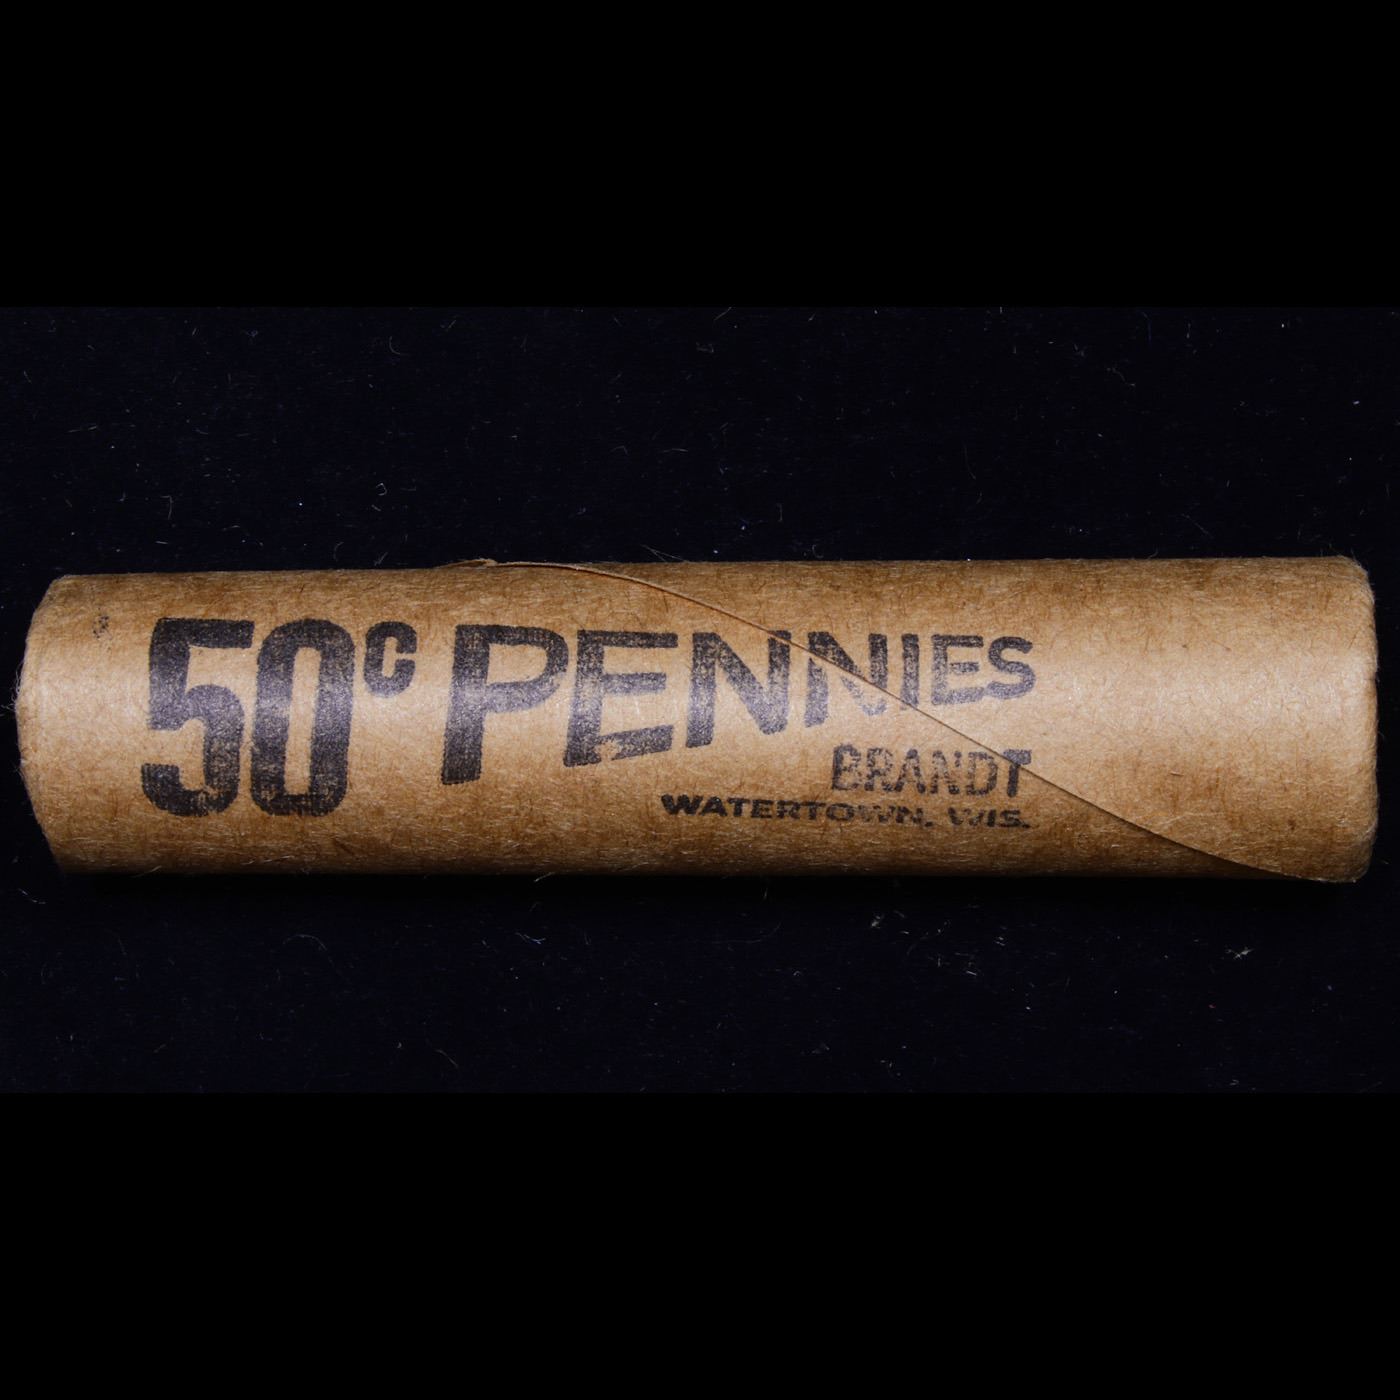 50c PENNIES
BRANDT
WATERTOWN, WIS.